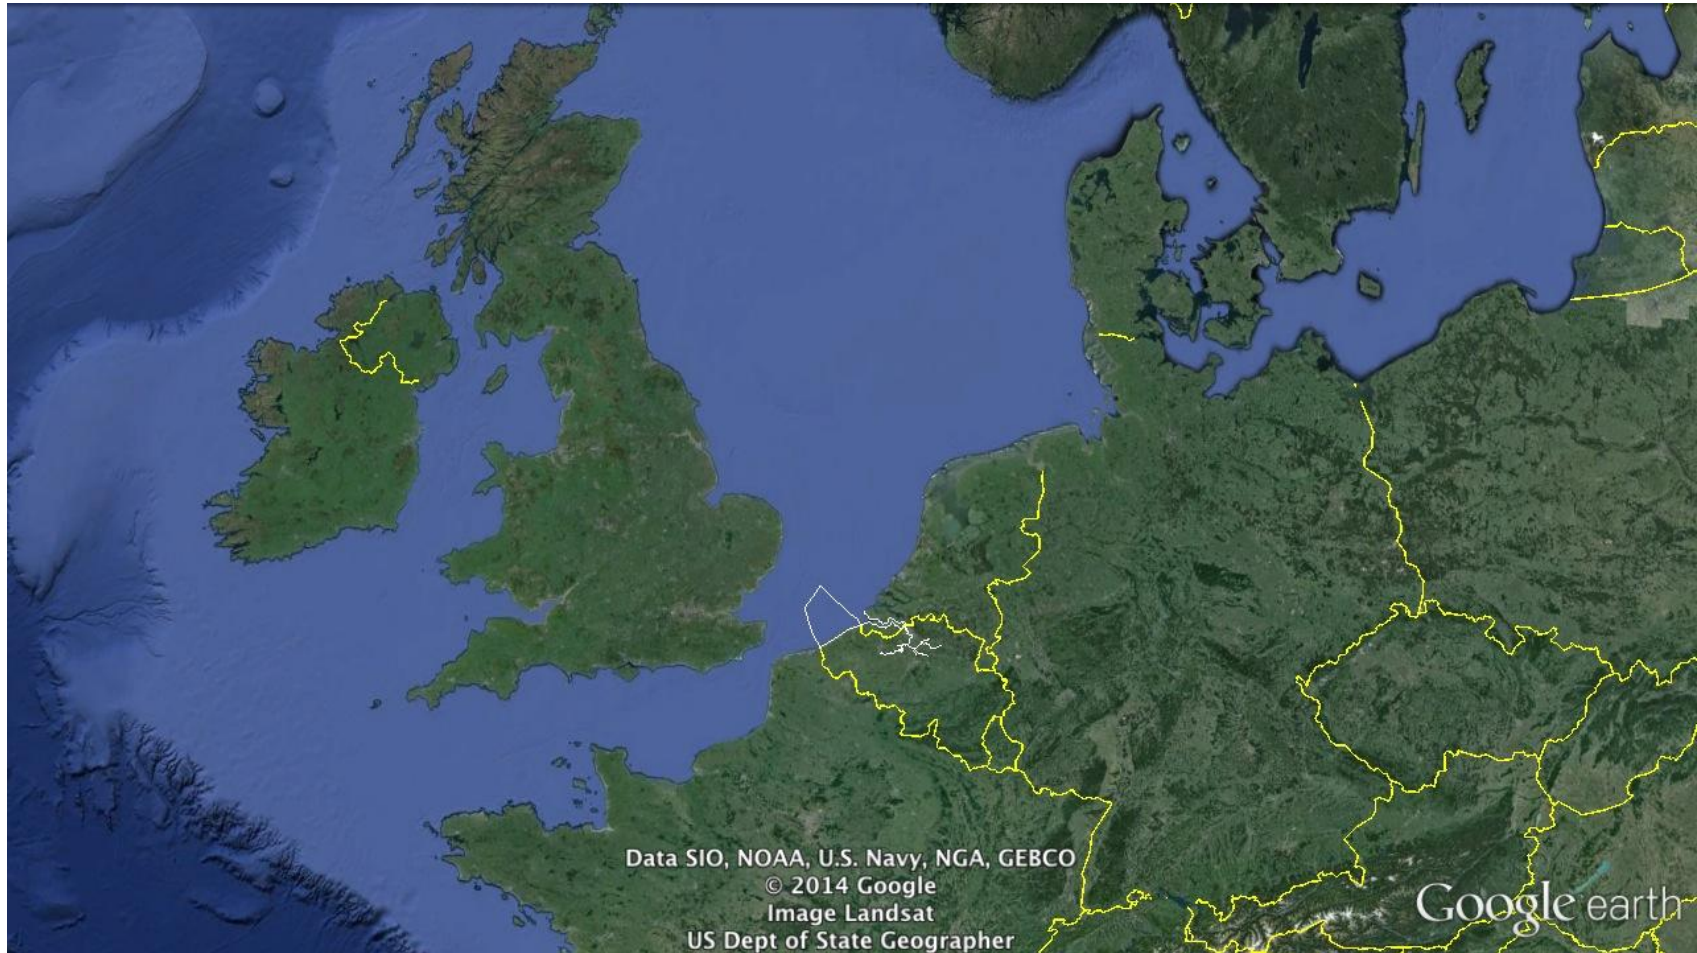 Data SIO, NOAA, U.S. Navy, NGA, GEBCO
© 2014 Google
Image Landsat
US Dept of State Geographer
Google earth